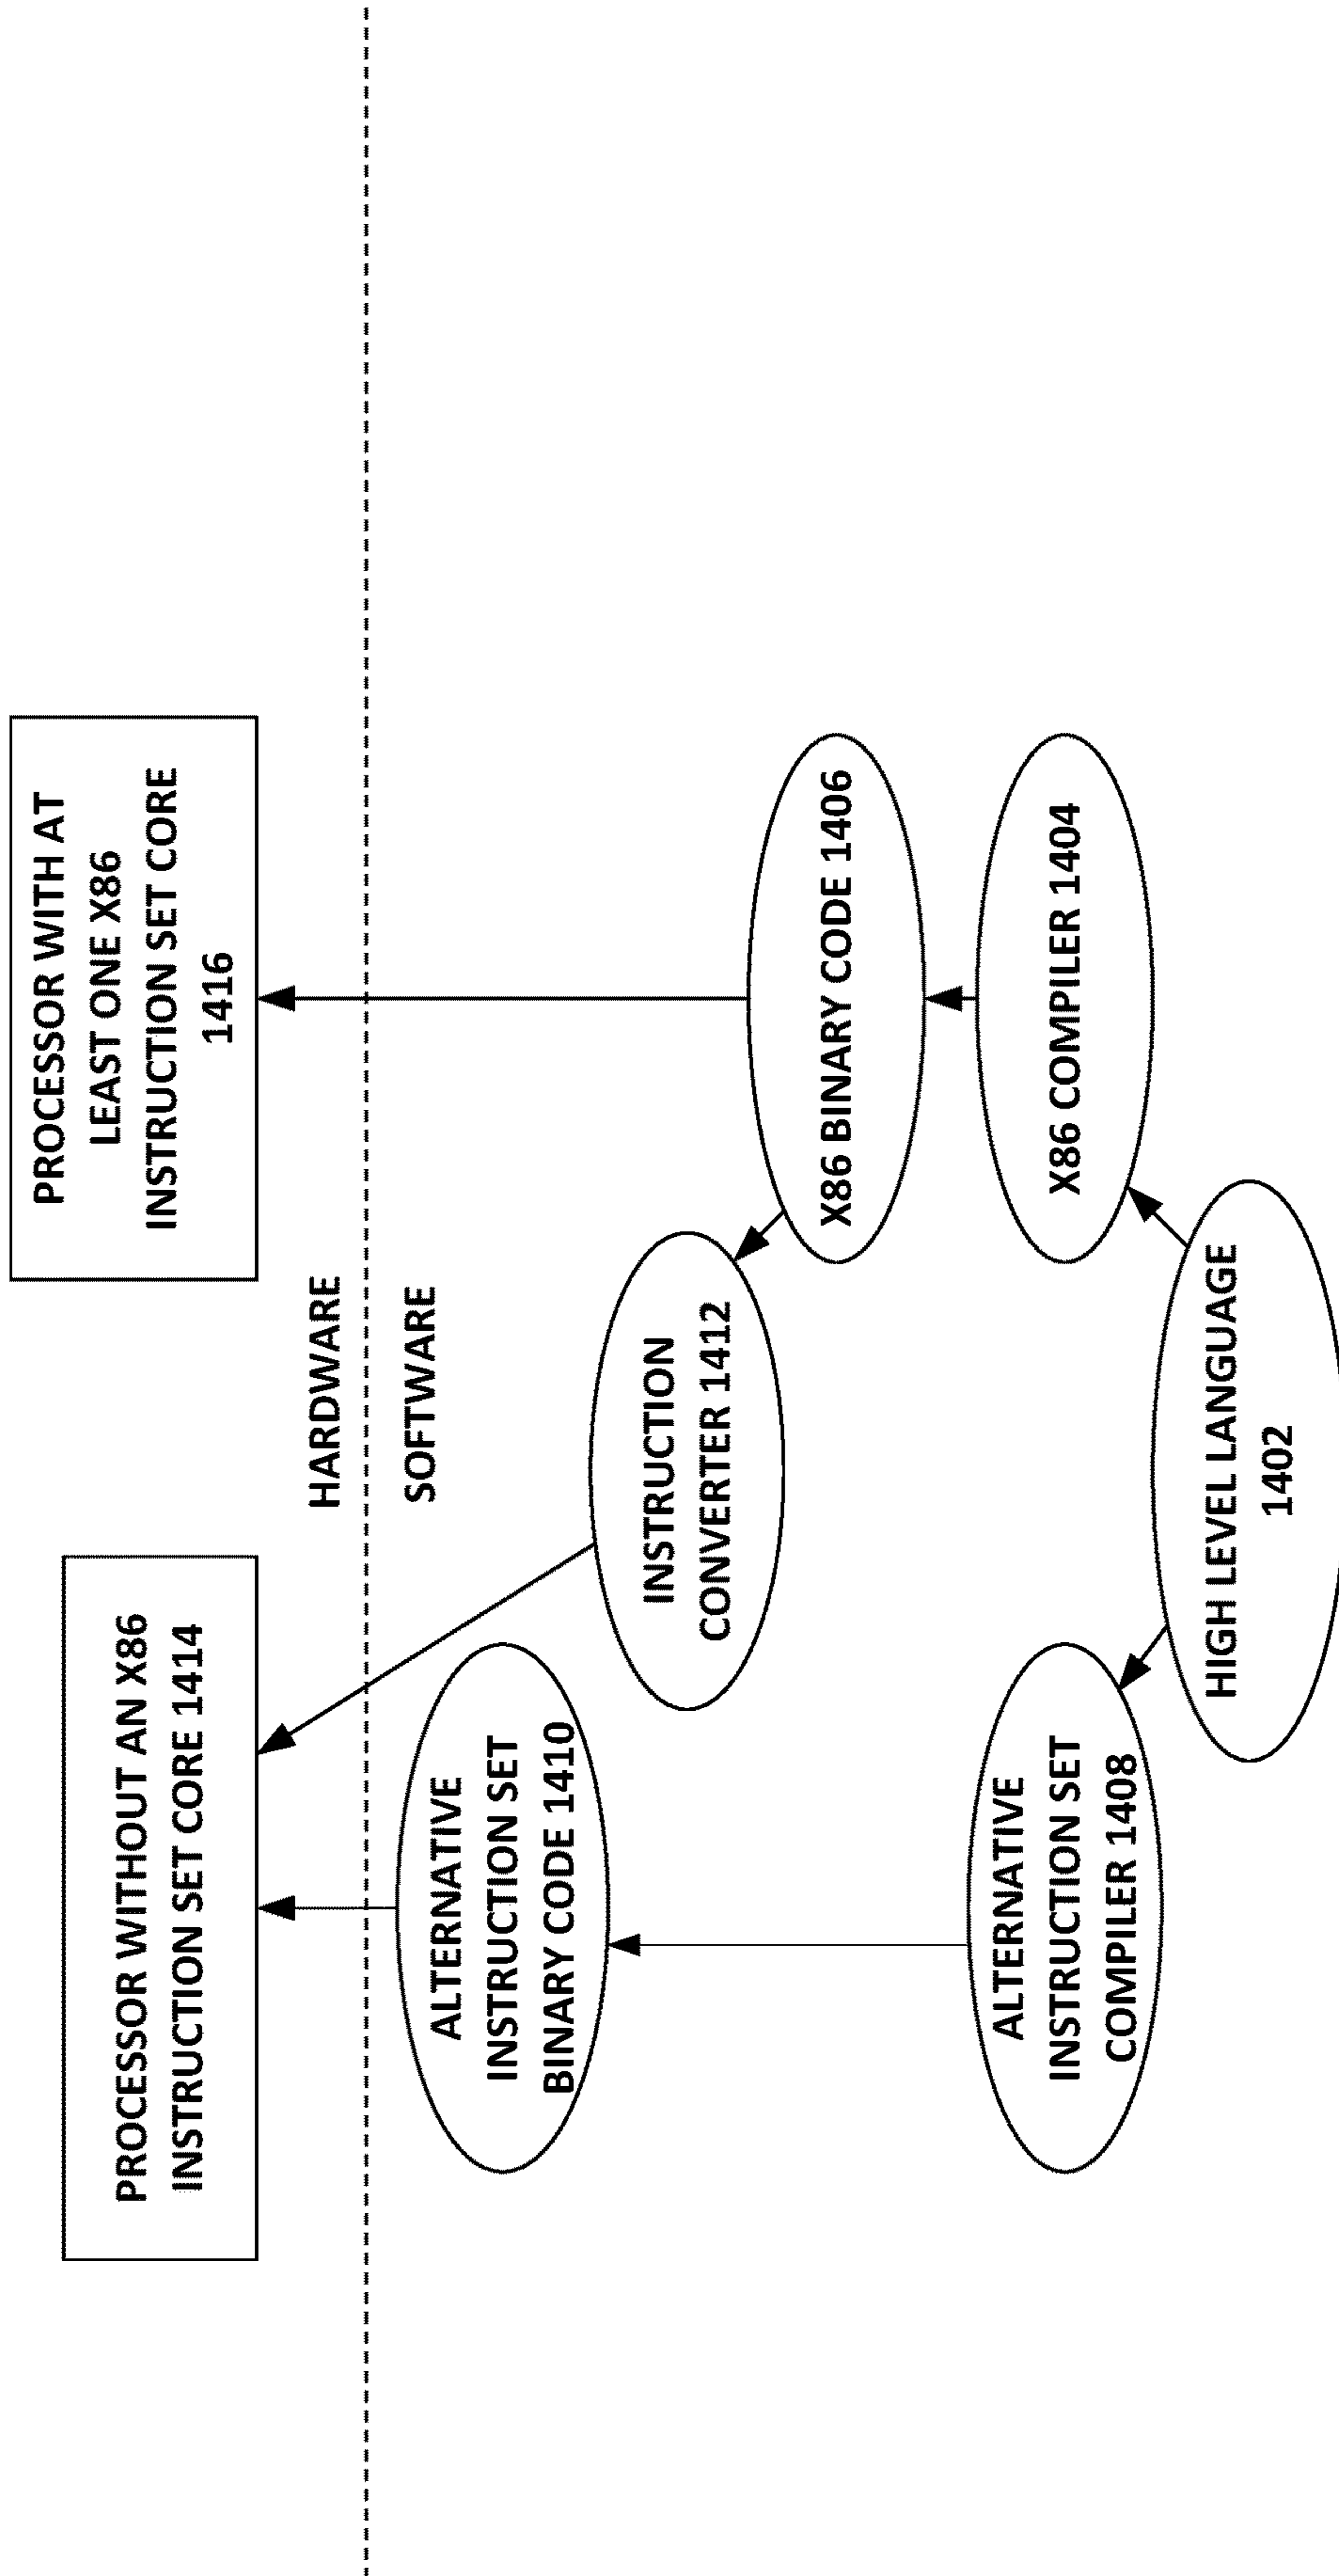 PROCESSOR WITHOUT AN X86
INSTRUCTION SET CORE 1414
PROCESSOR WITH AT
LEAST ONE X86
INSTRUCTION SET CORE
1416
HARDWARE
SOFTWARE
ALTERNATIVE
INSTRUCTION SET
BINARY CODE 1410
INSTRUCTION
CONVERTER 1412
X86 BINARY CODE 1406
ALTERNATIVE
INSTRUCTION SET
COMPILER 1408
X86 COMPILER 1404
HIGH LEVEL LANGUAGE
1402